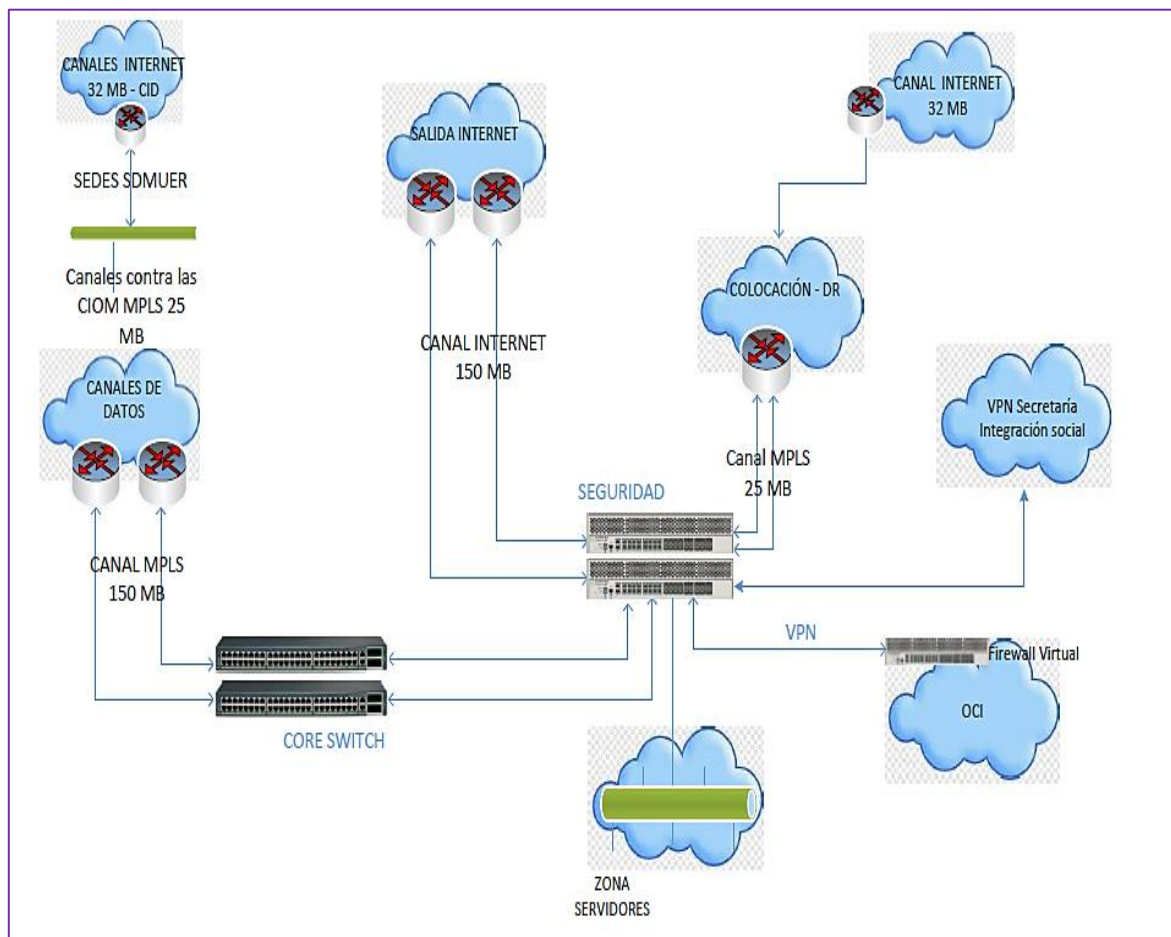 CANALES INTERNET
32 MB - CID
SEDES SDMUER
Canales contra las
CIOM MPLS 25
MB
CANALES DE
DATOS
CANAL MPLS
150 MB
SALIDA INTERNET
CANAL INTERNET
150 MB
CANAL INTERNET
32 MB
COLOCACIÓN - DR
Canal MPLS
25 MB
VPN Secretaría
Integración social
SEGURIDAD
VPN
Firewall Virtual
OCI
CORE SWITCH
ZONA
SERVIDORES